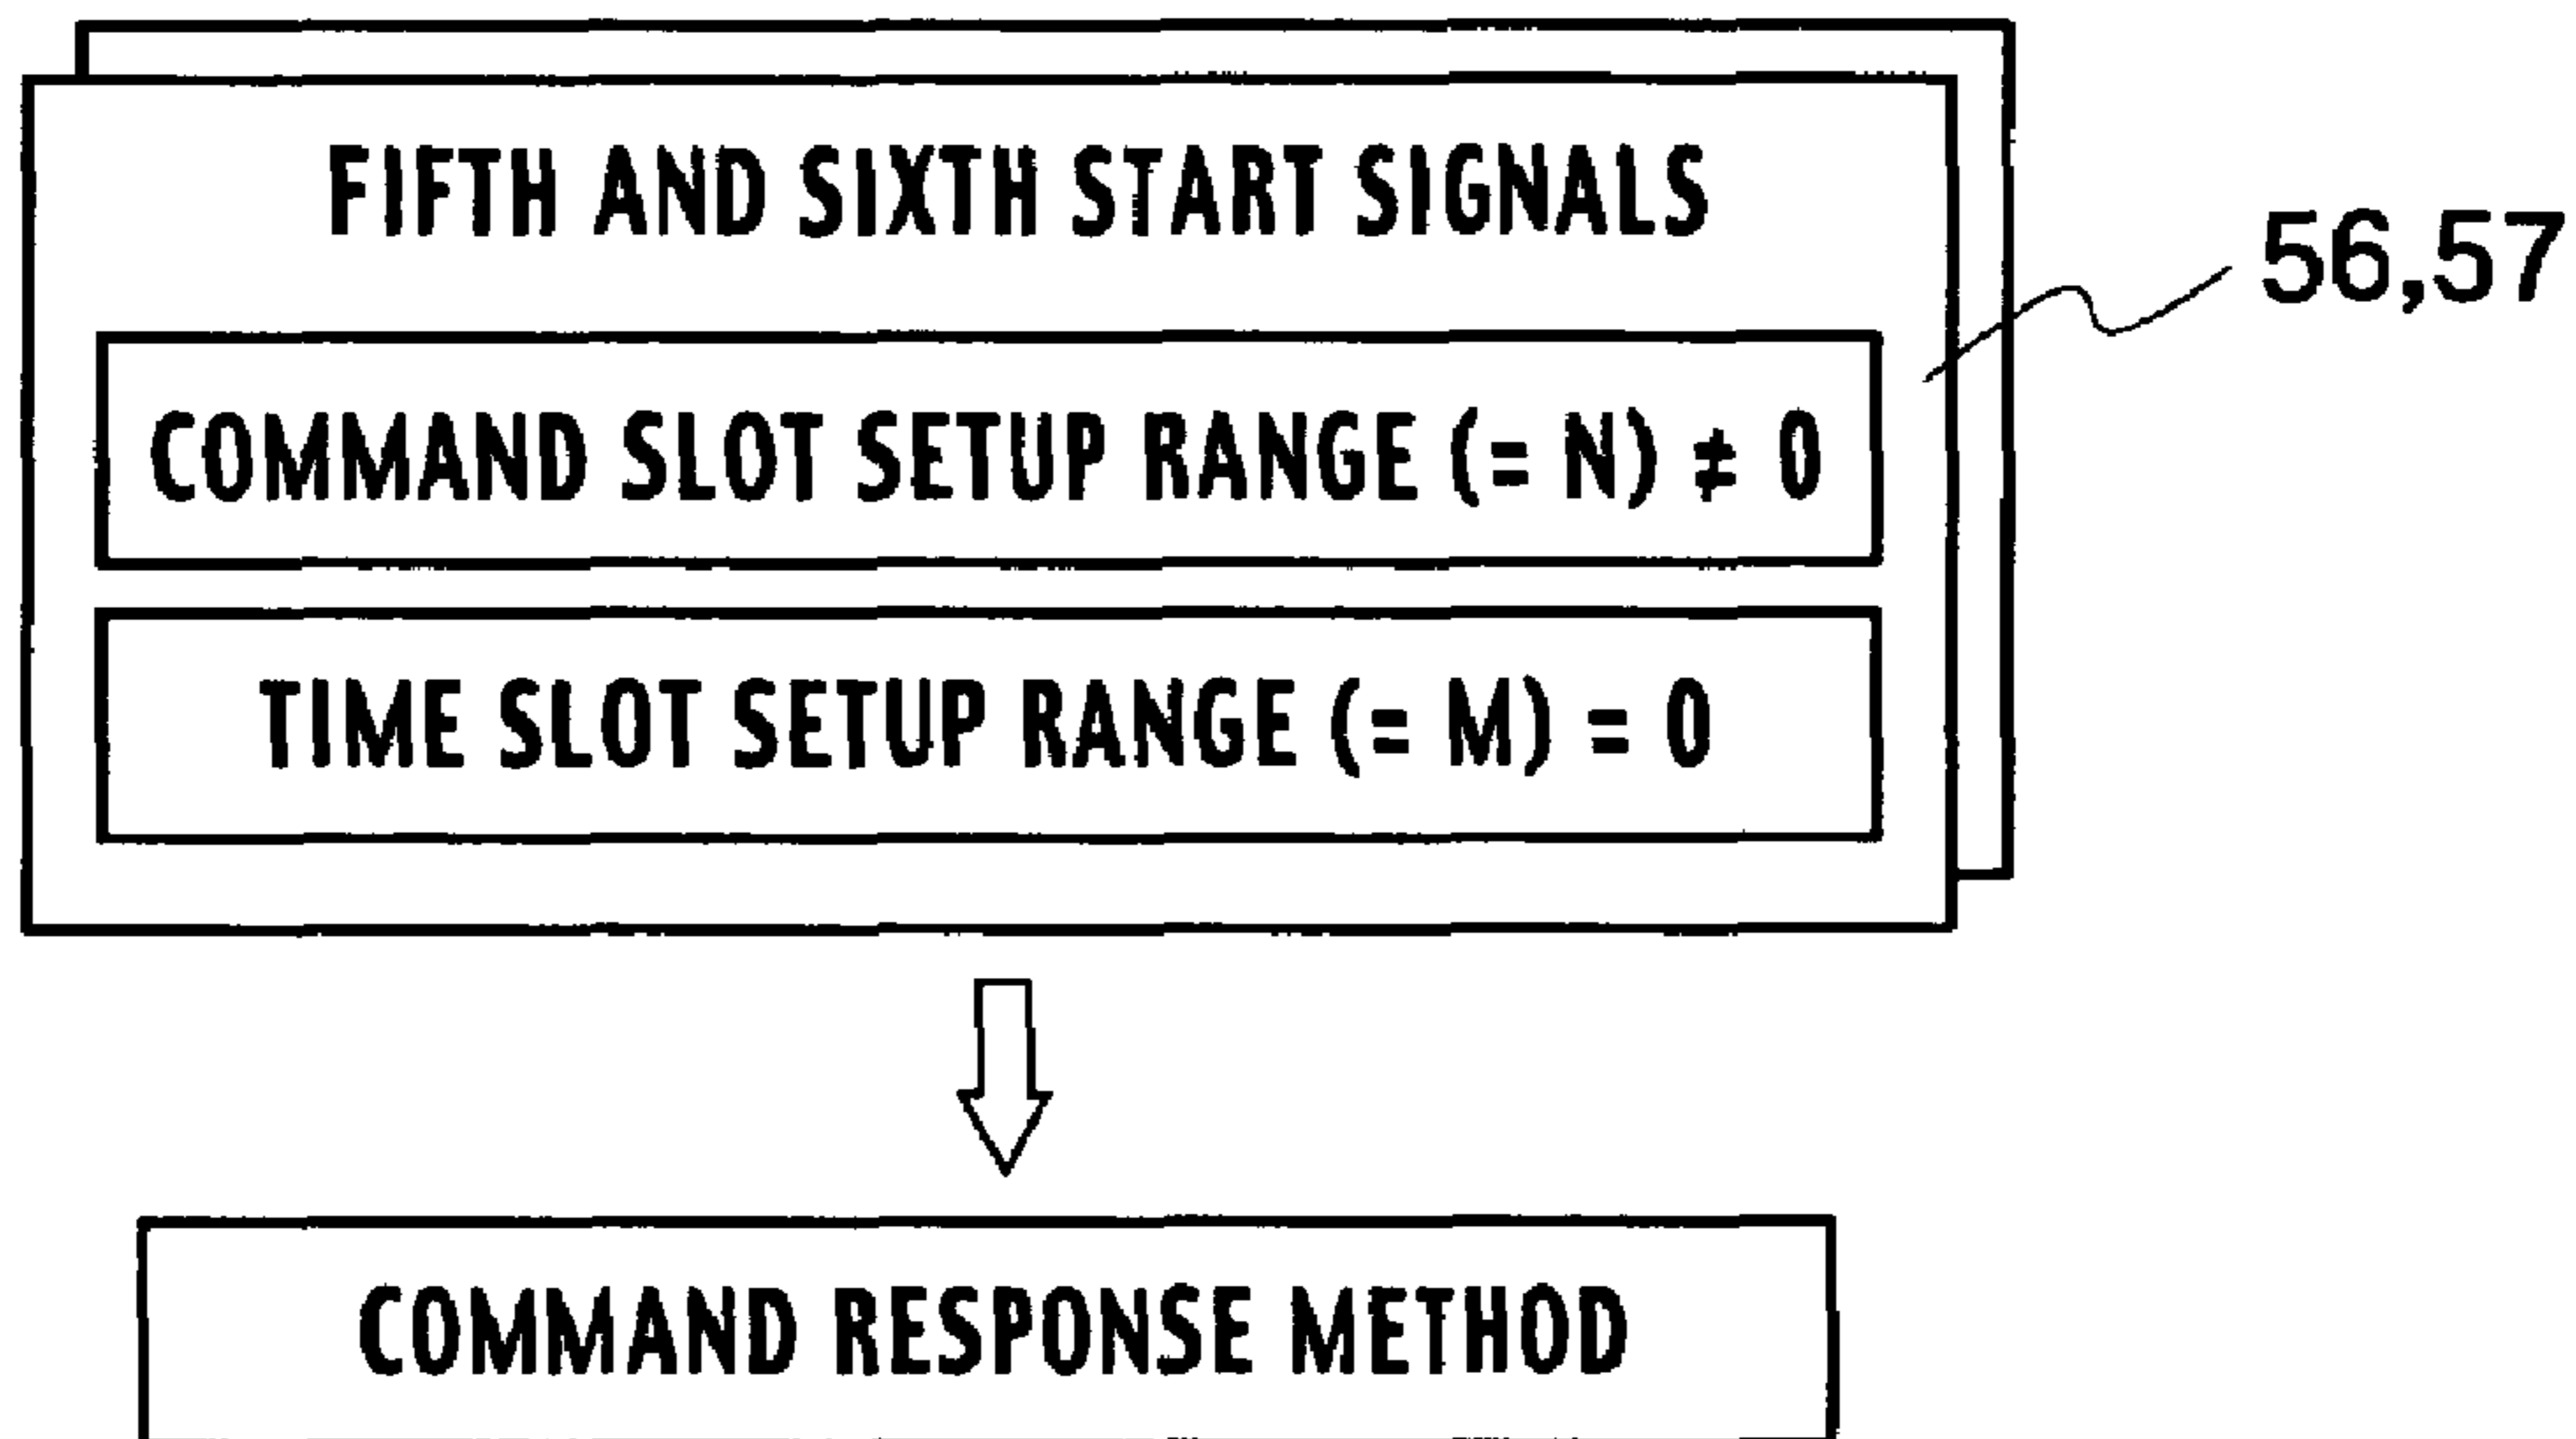 FIFTH AND SIXTH START SIGNALS
56,57
COMMAND SLOT SETUP RANGE (= N) ≠ 0
TIME SLOT SETUP RANGE (= M) = 0
COMMAND RESPONSE METHOD